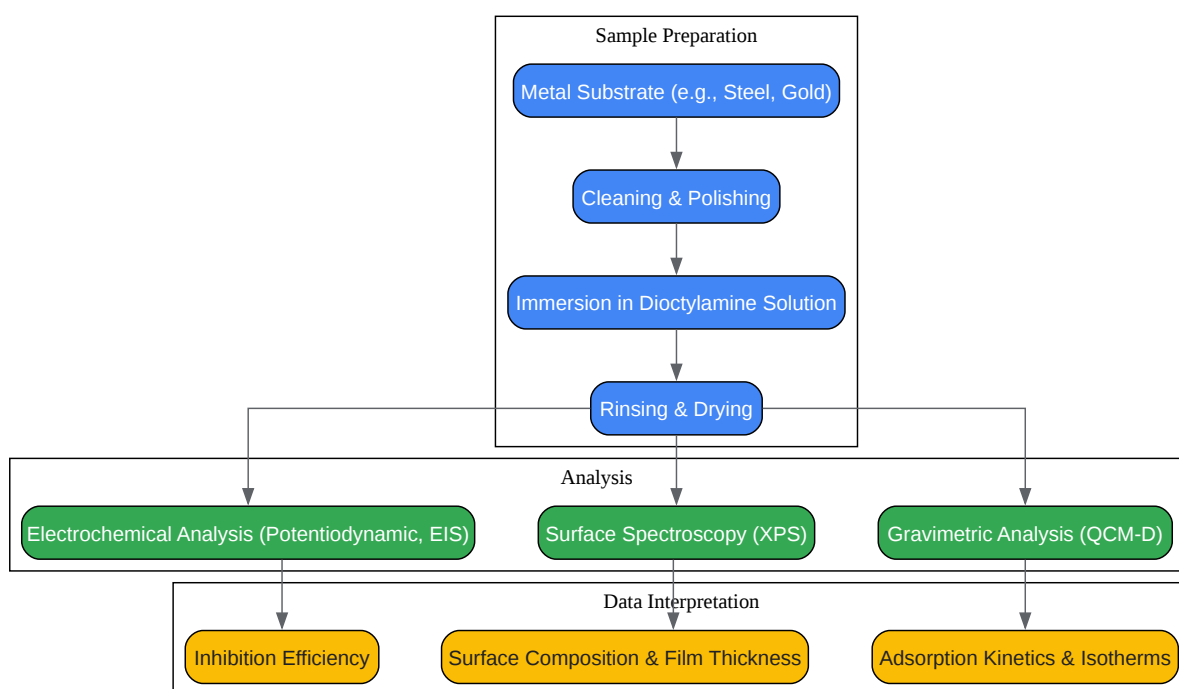 Sample Preparation
Metal Substrate (e.g., Steel, Gold)
Cleaning & Polishing
Immersion in Dioctylamine Solution
Rinsing & Drying
Analysis
Electrochemical Analysis (Potentiodynamic, EIS)
Surface Spectroscopy (XPS)
Gravimetric Analysis (QCM-D)
Data Interpretation
Inhibition Efficiency
Surface Composition & Film Thickness
Adsorption Kinetics & Isotherms